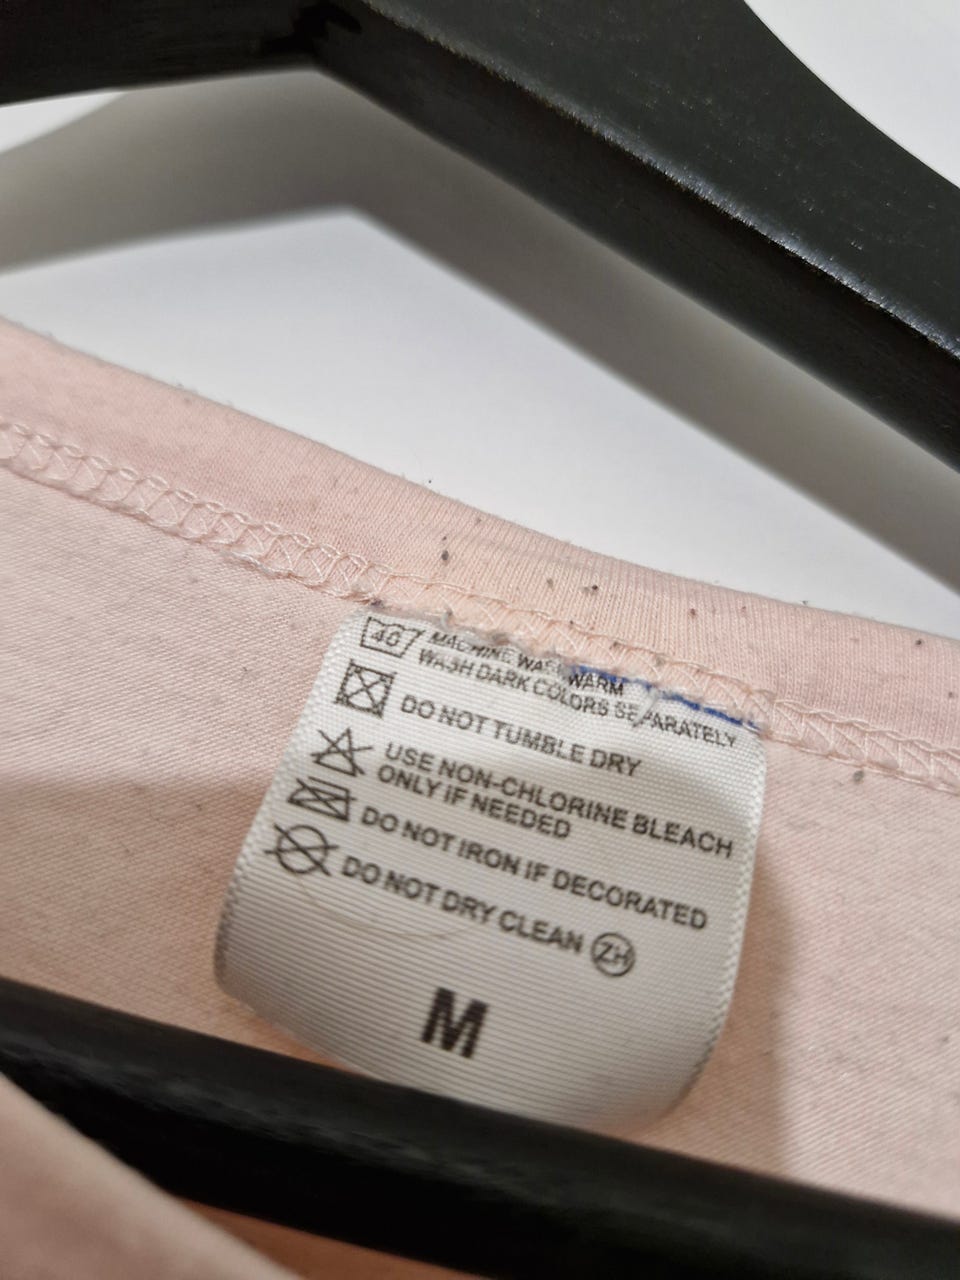 40 MACHINE WASH WARM
WASH DARK COLORS SEPARATELY
DO NOT TUMBLE DRY
USE NON-CHLORINE BLEACH
ONLY IF NEEDED
DO NOT IRON IF DECORATED
DO NOT DRY CLEAN ZH
M